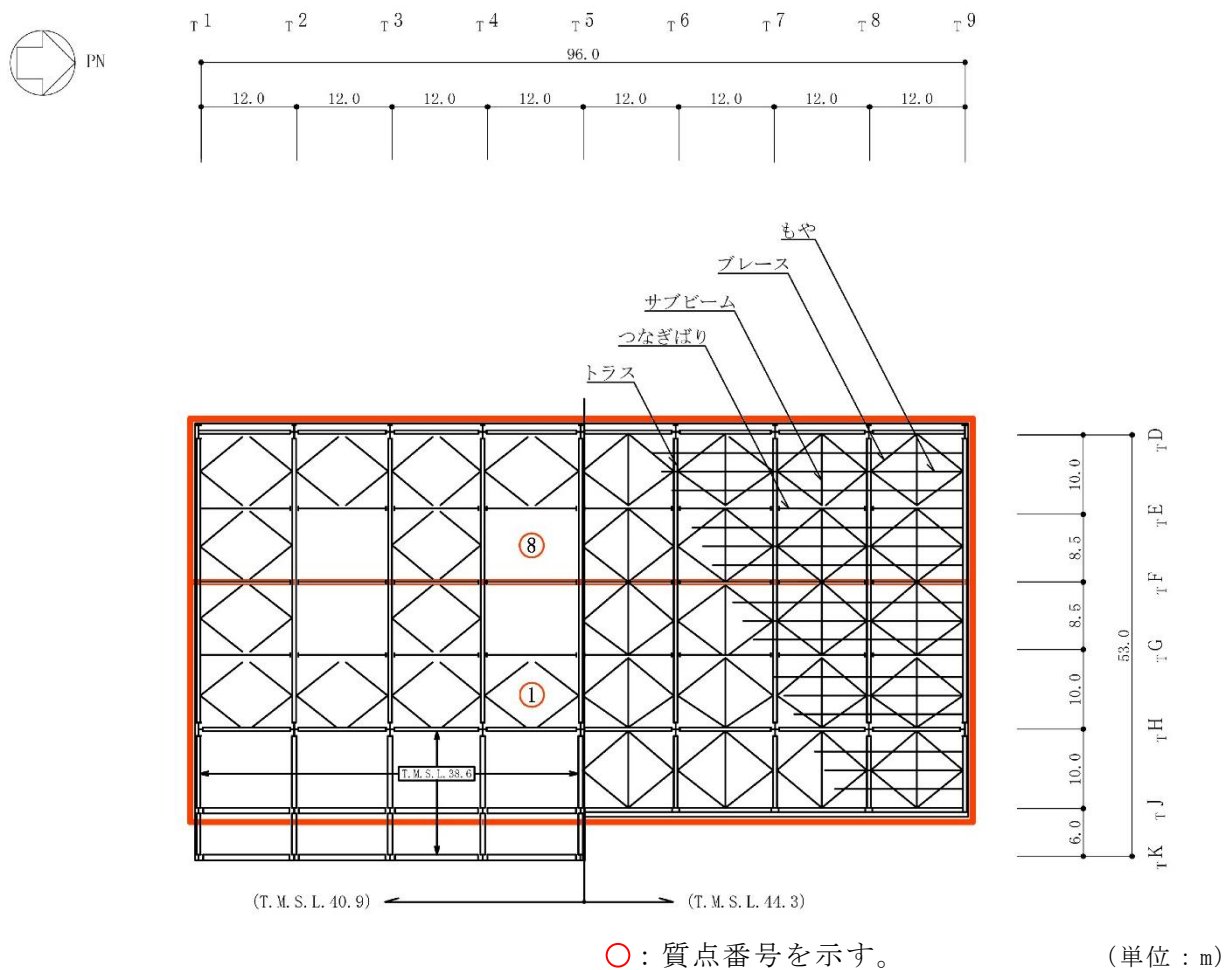 T1 T2 T3 T4 T5 T6 T7 T8 T9
PN
96.0
12.0 12.0 12.0 12.0 12.0 12.0 12.0 12.0
もや
ブレース
サブビーム
つなぎばり
トラス
TD
10.0
TE
⑧
8.5
TF
8.5
53.0
TG
①
10.0
TH
T.M.S.L.38.6
10.0
TJ
6.0
TK
(T.M.S.L.40.9) (T.M.S.L.44.3)
○:質点番号を示す。 (単位:m)